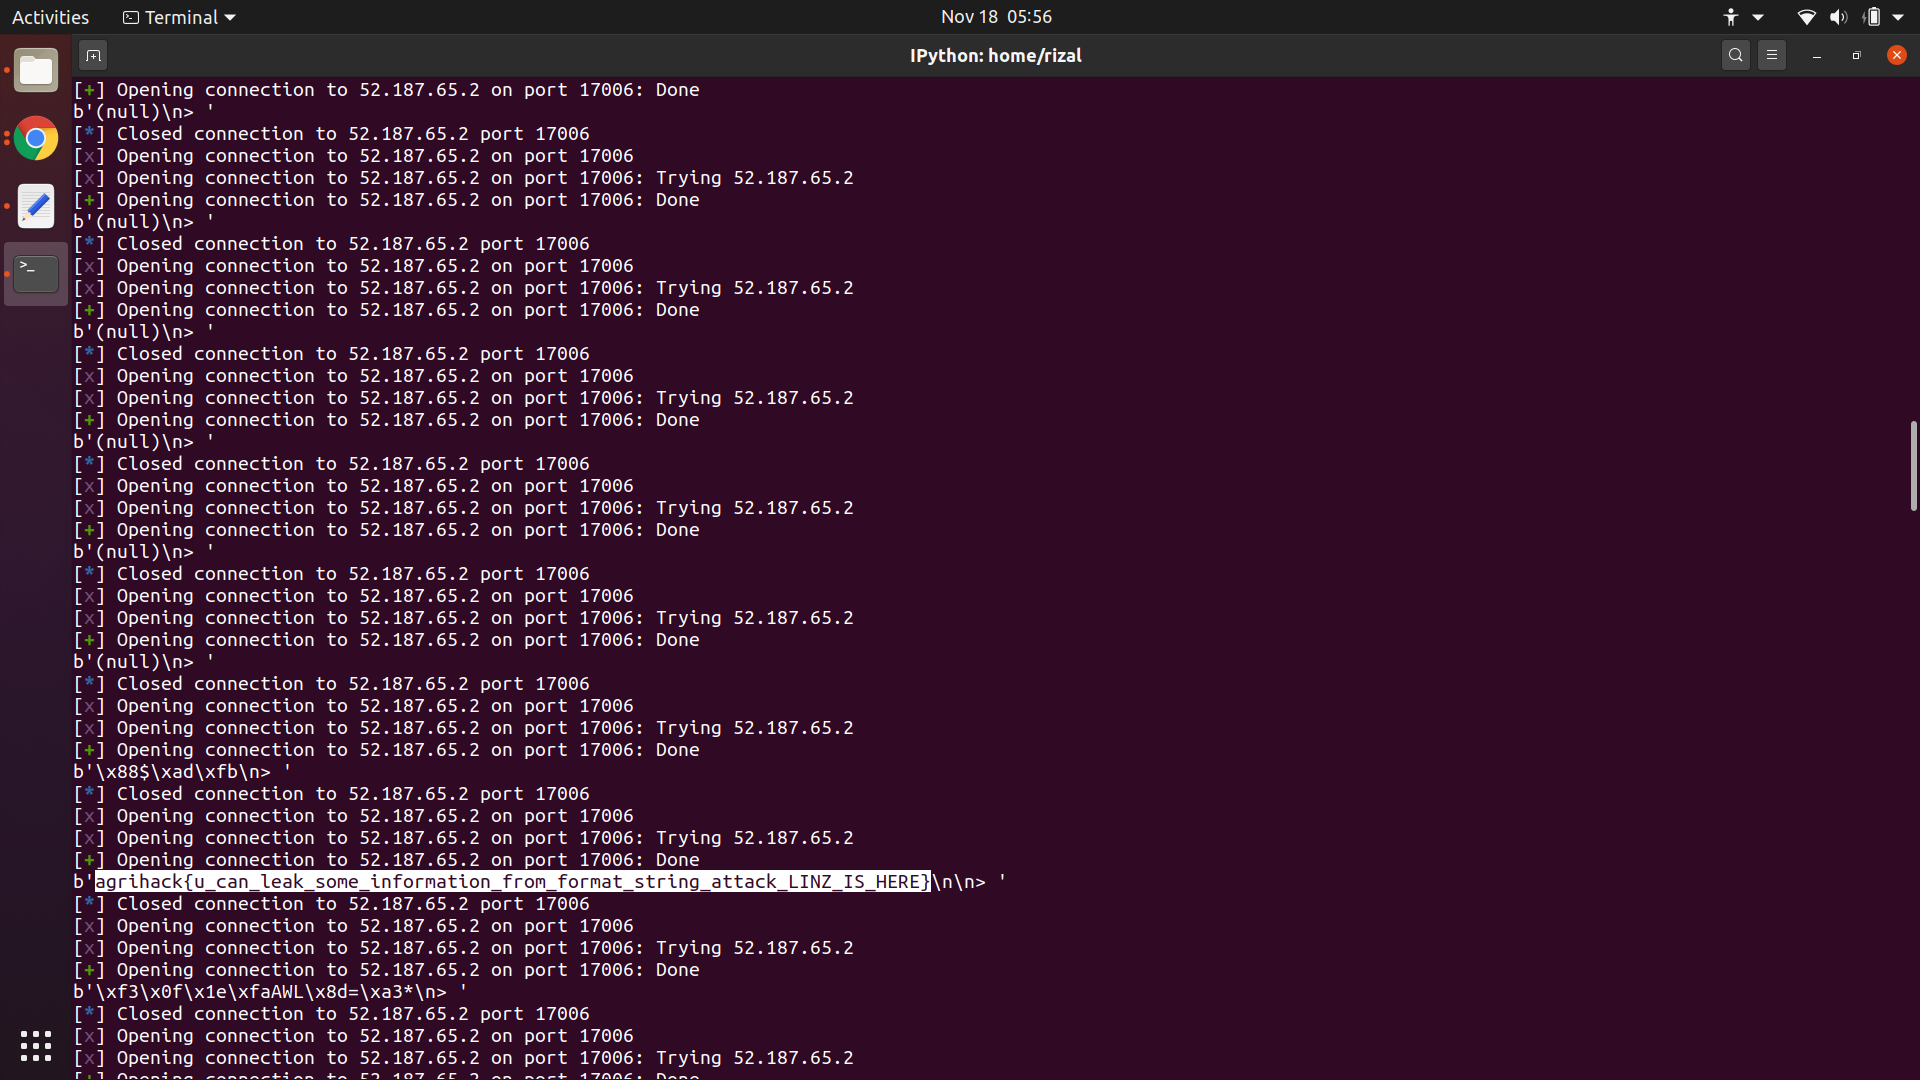 Activities
Terminal
Nov 18 05:56
IPython: home/rizal
[+] Opening connection to 52.187.65.2 on port 17006: Done
b'(null)\n> '
[*] Closed connection to 52.187.65.2 port 17006
[x] Opening connection to 52.187.65.2 on port 17006
[x] Opening connection to 52.187.65.2 on port 17006: Trying 52.187.65.2
[+] Opening connection to 52.187.65.2 on port 17006: Done
b'(null)\n> '
[*] Closed connection to 52.187.65.2 port 17006
[x] Opening connection to 52.187.65.2 on port 17006
[x] Opening connection to 52.187.65.2 on port 17006: Trying 52.187.65.2
[+] Opening connection to 52.187.65.2 on port 17006: Done
b'(null)\n> '
[*] Closed connection to 52.187.65.2 port 17006
[x] Opening connection to 52.187.65.2 on port 17006
[x] Opening connection to 52.187.65.2 on port 17006: Trying 52.187.65.2
[+] Opening connection to 52.187.65.2 on port 17006: Done
b'(null)\n> '
[*] Closed connection to 52.187.65.2 port 17006
[x] Opening connection to 52.187.65.2 on port 17006
[x] Opening connection to 52.187.65.2 on port 17006: Trying 52.187.65.2
[+] Opening connection to 52.187.65.2 on port 17006: Done
b'(null)\n> '
[*] Closed connection to 52.187.65.2 port 17006
[x] Opening connection to 52.187.65.2 on port 17006
[x] Opening connection to 52.187.65.2 on port 17006: Trying 52.187.65.2
[+] Opening connection to 52.187.65.2 on port 17006: Done
b'(null)\n> '
[*] Closed connection to 52.187.65.2 port 17006
[x] Opening connection to 52.187.65.2 on port 17006
[x] Opening connection to 52.187.65.2 on port 17006: Trying 52.187.65.2
[+] Opening connection to 52.187.65.2 on port 17006: Done
b'\x88$\xad\xfb\n> '
[*] Closed connection to 52.187.65.2 port 17006
[x] Opening connection to 52.187.65.2 on port 17006
[x] Opening connection to 52.187.65.2 on port 17006: Trying 52.187.65.2
[+] Opening connection to 52.187.65.2 on port 17006: Done
b'agrihack{u_can_leak_some_information_from_format_string_attack_LINZ_IS_HERE}\n\n> '
[*] Closed connection to 52.187.65.2 port 17006
[x] Opening connection to 52.187.65.2 on port 17006
[x] Opening connection to 52.187.65.2 on port 17006: Trying 52.187.65.2
[+] Opening connection to 52.187.65.2 on port 17006: Done
b'\xf3\x0f\x1e\xfaAWL\x8d=\xa3*\n> '
[*] Closed connection to 52.187.65.2 port 17006
[x] Opening connection to 52.187.65.2 on port 17006
[x] Opening connection to 52.187.65.2 on port 17006: Trying 52.187.65.2
[+] Opening connection to 52.187.65.2 on port 17006: Done